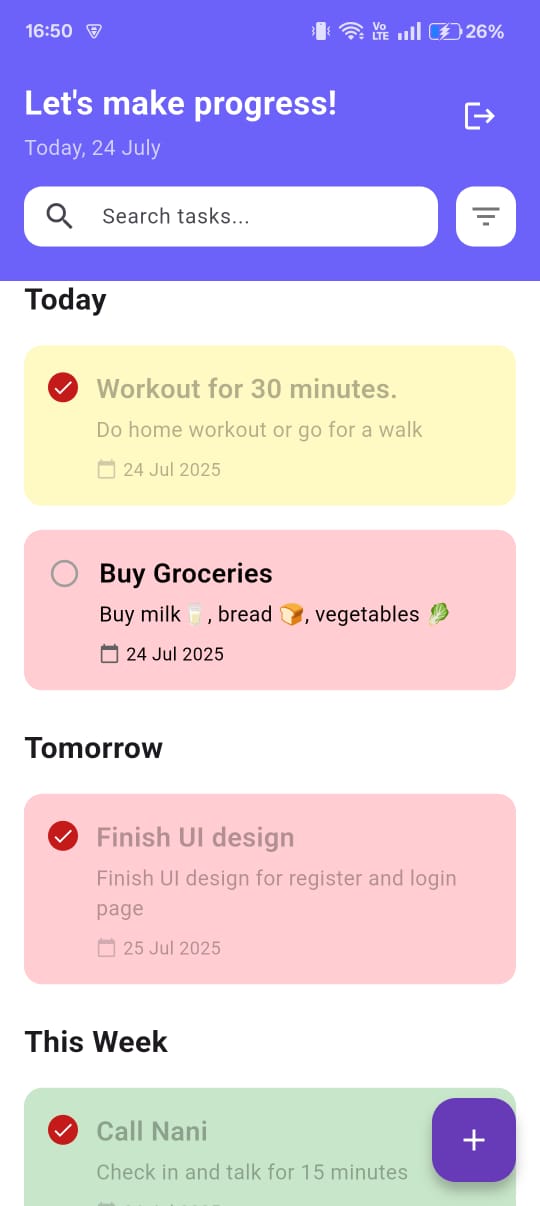 16:50
Vo
LTE
26%
Let's make progress!
Today, 24 July
Search tasks...
Today
Workout for 30 minutes.
Do home workout or go for a walk
24 Jul 2025
Buy Groceries
Buy milk🥛, bread 🍞, vegetables 🥬
24 Jul 2025
Tomorrow
Finish UI design
Finish UI design for register and login
page
25 Jul 2025
This Week
Call Nani
Check in and talk for 15 minutes